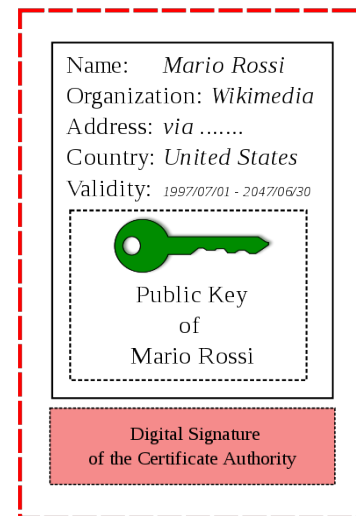 Name: Mario Rossi
Organization: Wikimedia
Address: via .......
Country: United States
Validity: 1997/07/01 - 2047/06/30
Public Key
of
Mario Rossi
Digital Signature
of the Certificate Authority